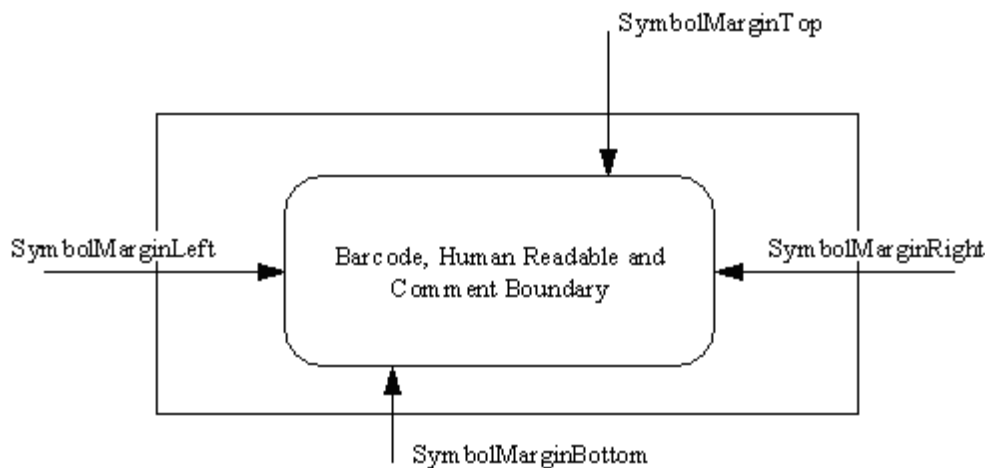 SymbolMarginTop
SymbolMarginLeft
Barcode, Human Readable and
Comment Boundary
SymbolMarginRight
SymbolMarginBottom